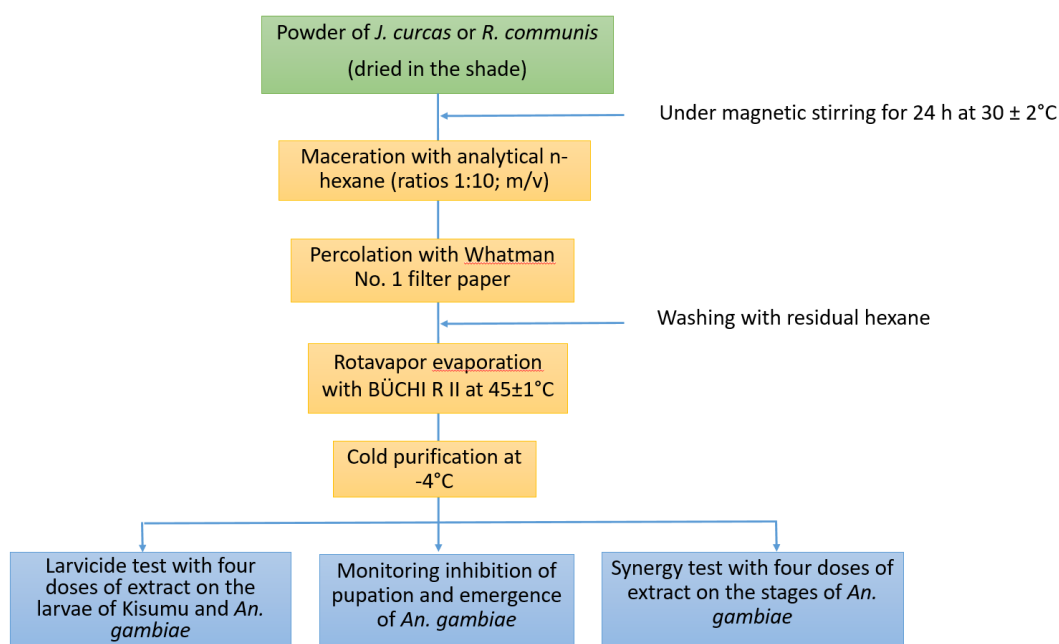 Powder of J. curcas or R. communis
(dried in the shade)
Under magnetic stirring for 24 h at 30 ± 2°C
Maceration with analytical n-
hexane (ratios 1:10; m/v)
Percolation with Whatman
No. 1 filter paper
Washing with residual hexane
Rotavapor evaporation
with BÜCHI R II at 45±1°C
Cold purification at
-4°C
Larvicide test with four
doses of extract on the
larvae of Kisumu and An.
gambiae
Monitoring inhibition of
pupation and emergence
of An. gambiae
Synergy test with four doses of
extract on the stages of An.
gambiae